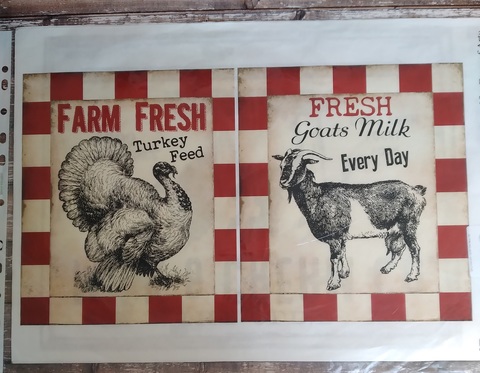 FARM FRESH
Turkey
Feed
FRESH
Goats Milk
Every Day